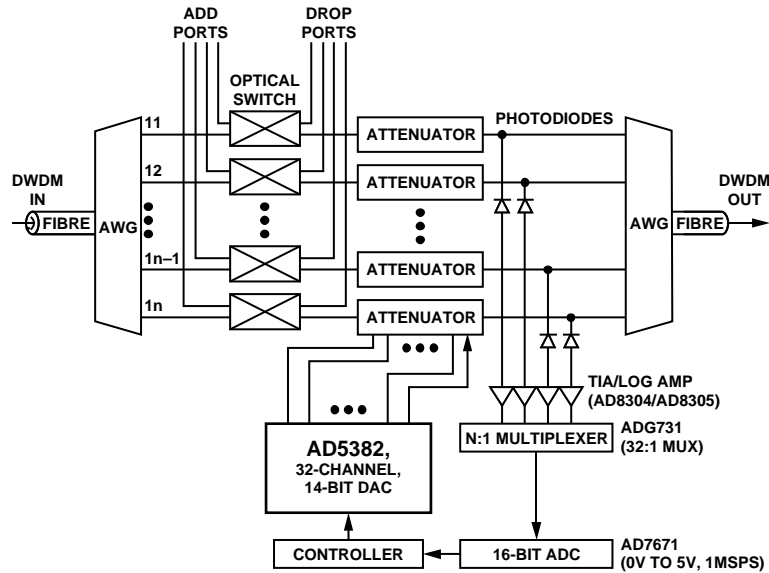 ADD
PORTS
DROP
PORTS
OPTICAL
SWITCH
PHOTODIODES
11
ATTENUATOR
12
ATTENUATOR
DWDM
IN
FIBRE
AWG
AWG
FIBRE
DWDM
OUT
1n–1
ATTENUATOR
1n
ATTENUATOR
TIA/LOG AMP
(AD8304/AD8305)
AD5382,
32-CHANNEL,
14-BIT DAC
N:1 MULTIPLEXER
ADG731
(32:1 MUX)
CONTROLLER
16-BIT ADC
AD7671
(0V TO 5V, 1MSPS)